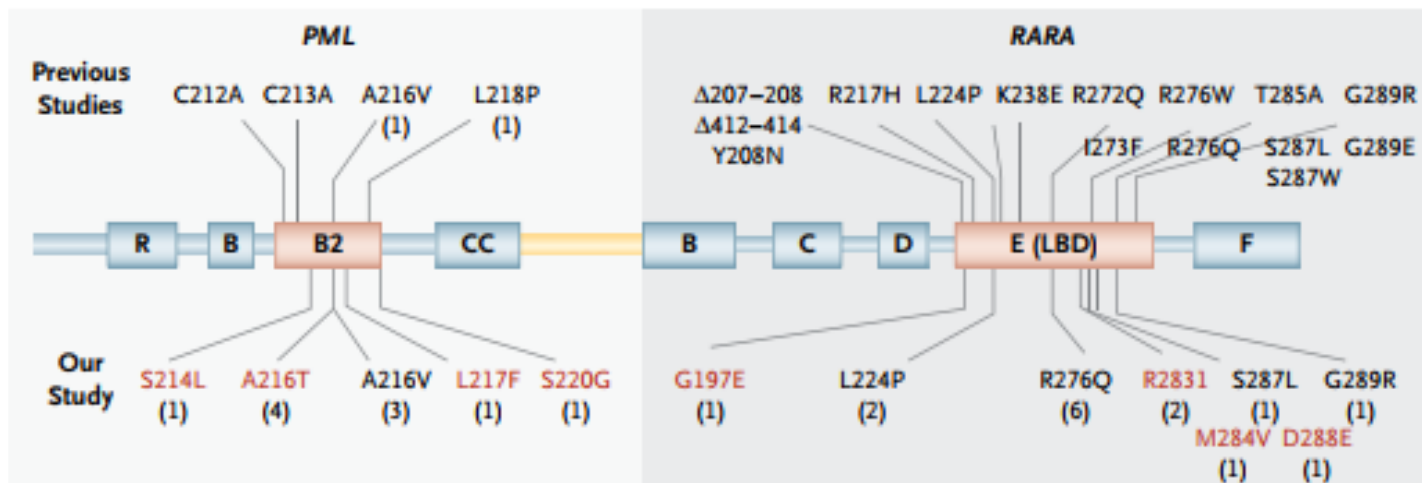 PML
RARA
Previous
Studies
C212A C213A A216V L218P
(1) (1)
Δ207–208 R217H L224P K238E R272Q R276W T285A G289R
Δ412–414
Y208N
I273F R276Q S287L G289E
S287W
R B B2 CC B C D E (LBD) F
Our
Study
S214L A216T A216V L217F S220G G197E L224P R276Q R2831 S287L G289R
(1) (4) (3) (1) (1) (1) (2) (6) (2) (1) (1)
M284V D288E
(1) (1)